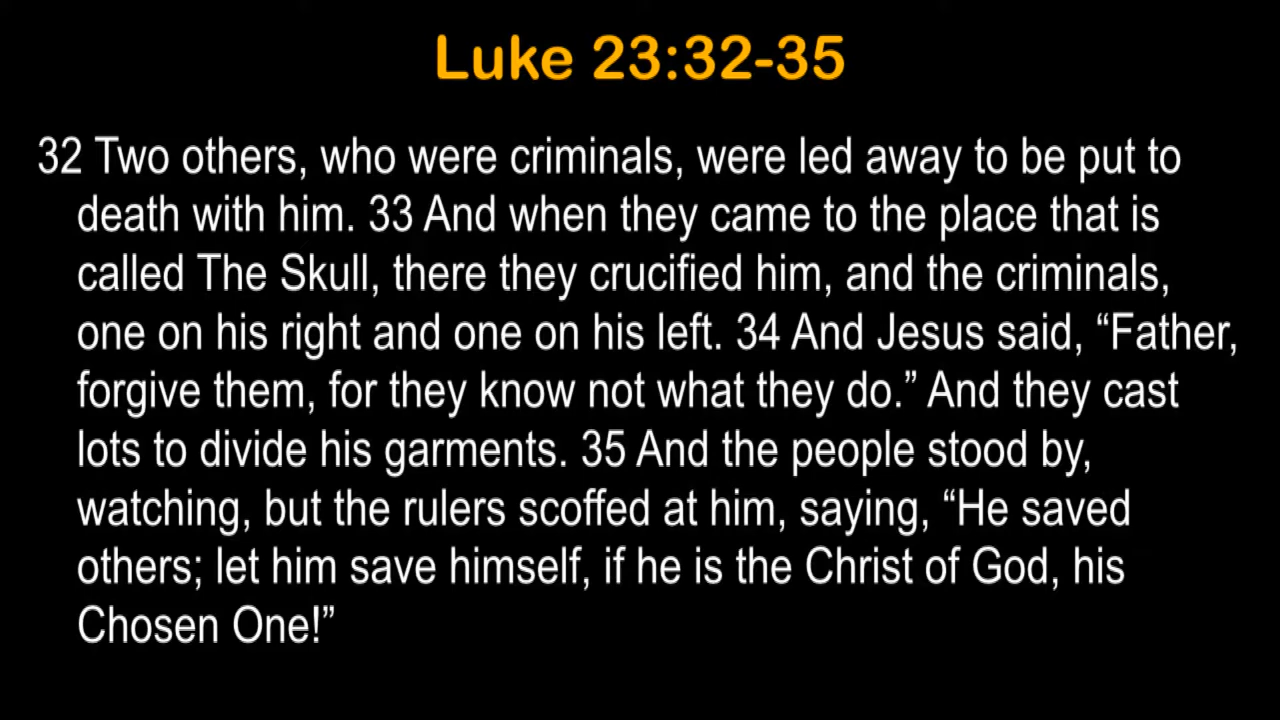 Luke 23:32-35
32 Two others, who were criminals, were led away to be put to
death with him. 33 And when they came to the place that is
called The Skull, there they crucified him, and the criminals,
one on his right and one on his left. 34 And Jesus said, “Father,
forgive them, for they know not what they do.” And they cast
lots to divide his garments. 35 And the people stood by,
watching, but the rulers scoffed at him, saying, “He saved
others; let him save himself, if he is the Christ of God, his
Chosen One!”